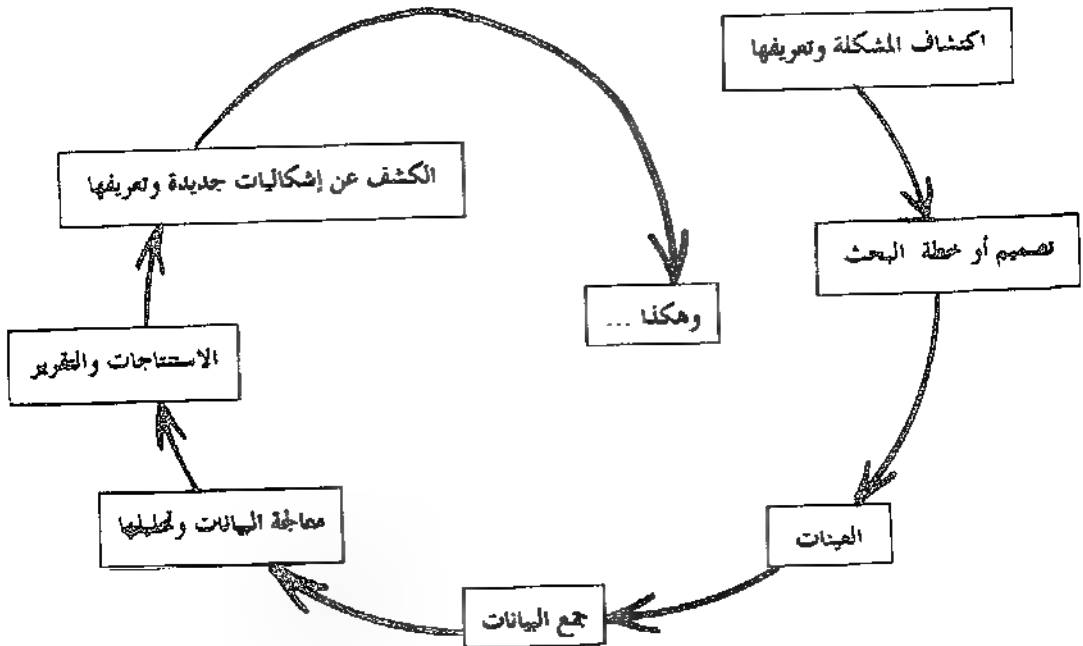 اكتشاف المشكلة وتعريفها
تصميم أو خطة البحث
العينات
جمع البيانات
معالجة البيانات وتحليلها
الاستنتاجات والتقرير
الكشف عن إشكاليات جديدة وتعريفها
وهكذا ...